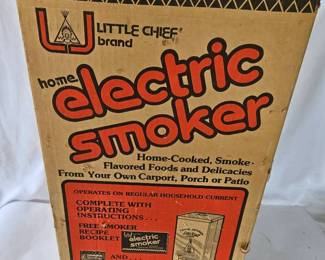 LITTLE CHIEF
brand
home
electric
smoker
Home-Cooked, Smoke-
Flavored Foods and Delicacies
From Your Own Carport, Porch or Patio
OPERATES ON REGULAR HOUSEHOLD CURRENT
COMPLETE WITH
OPERATING
INSTRUCTIONS...
FREE SMOKER
RECIPE
BOOKLET
electric
smoker
AND...